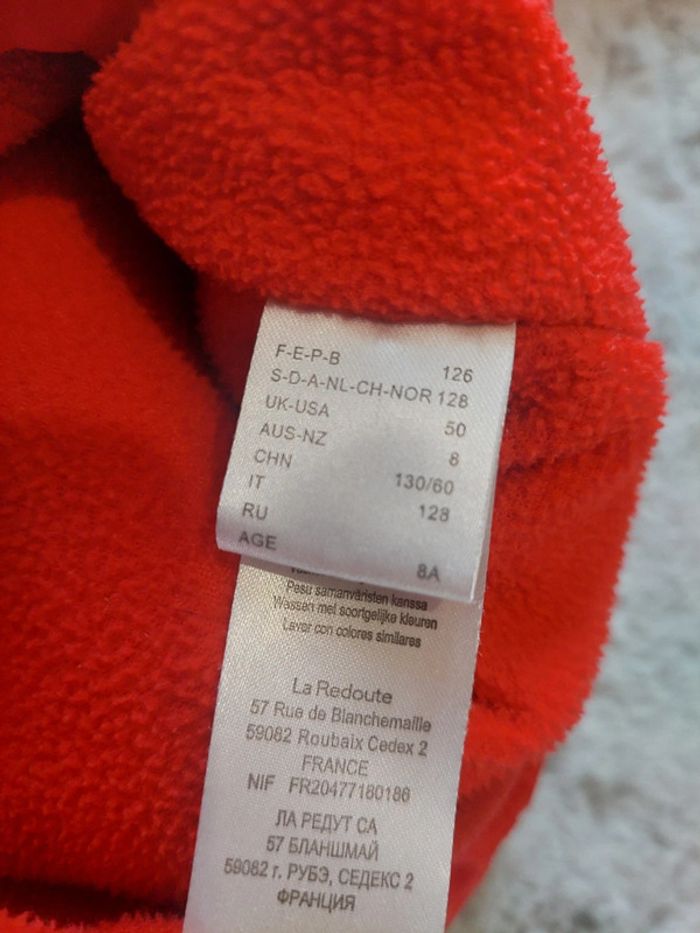 F-E-P-B 126
S-D-A-NL-CH-NOR 128
UK-USA 50
AUS-NZ 8
CHN 130/60
IT 128
RU
AGE 8A
Pesu samanväristen kanssa
Wassen met soortgelijke kleuren
Lavar con colores similares
La Redoute
57 Rue de Blanchemaille
59082 Roubaix Cedex 2
FRANCE
NIF FR20477180186
ЛА РЕДУТ СА
57 БЛАНШМАЙ
59082 г. РУБЭ, СЕДЕКС 2
ФРАНЦИЯ